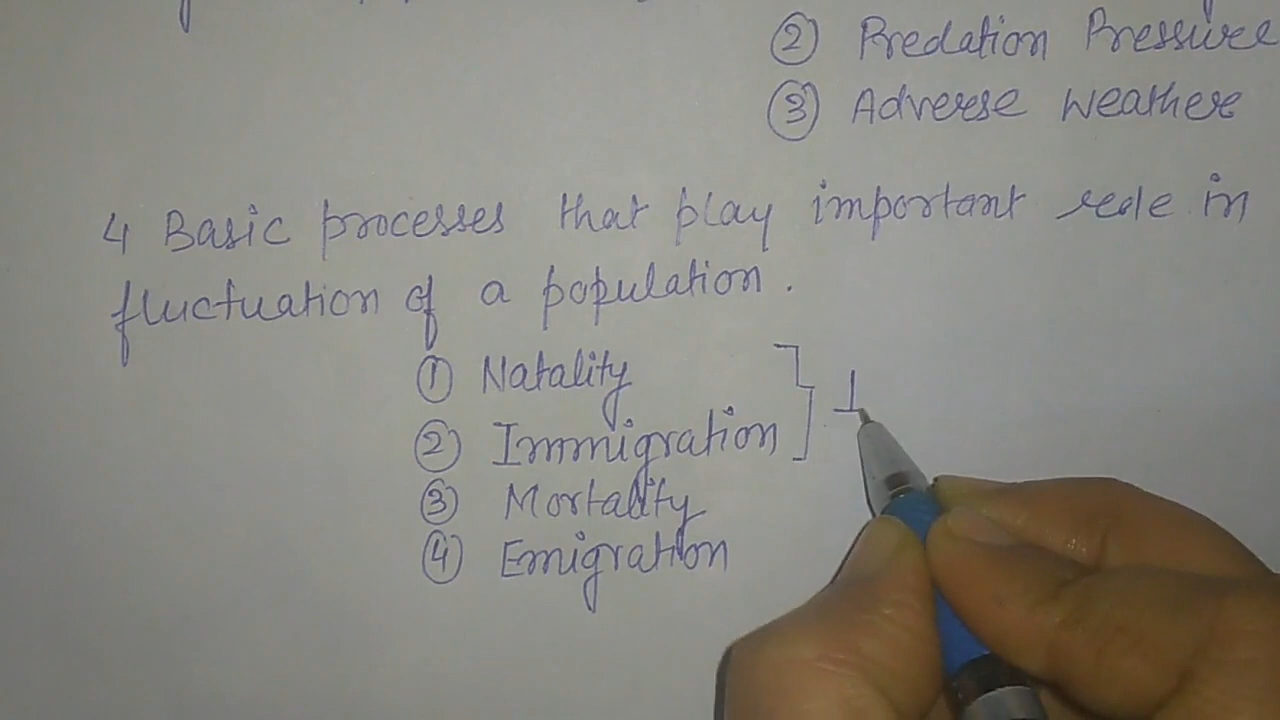 ② Predation Pressure
③ Adverse Weather
4 Basic processes that play important role in
fluctuation of a population.
① Natality
② Immigration
③ Mortality
④ Emigration